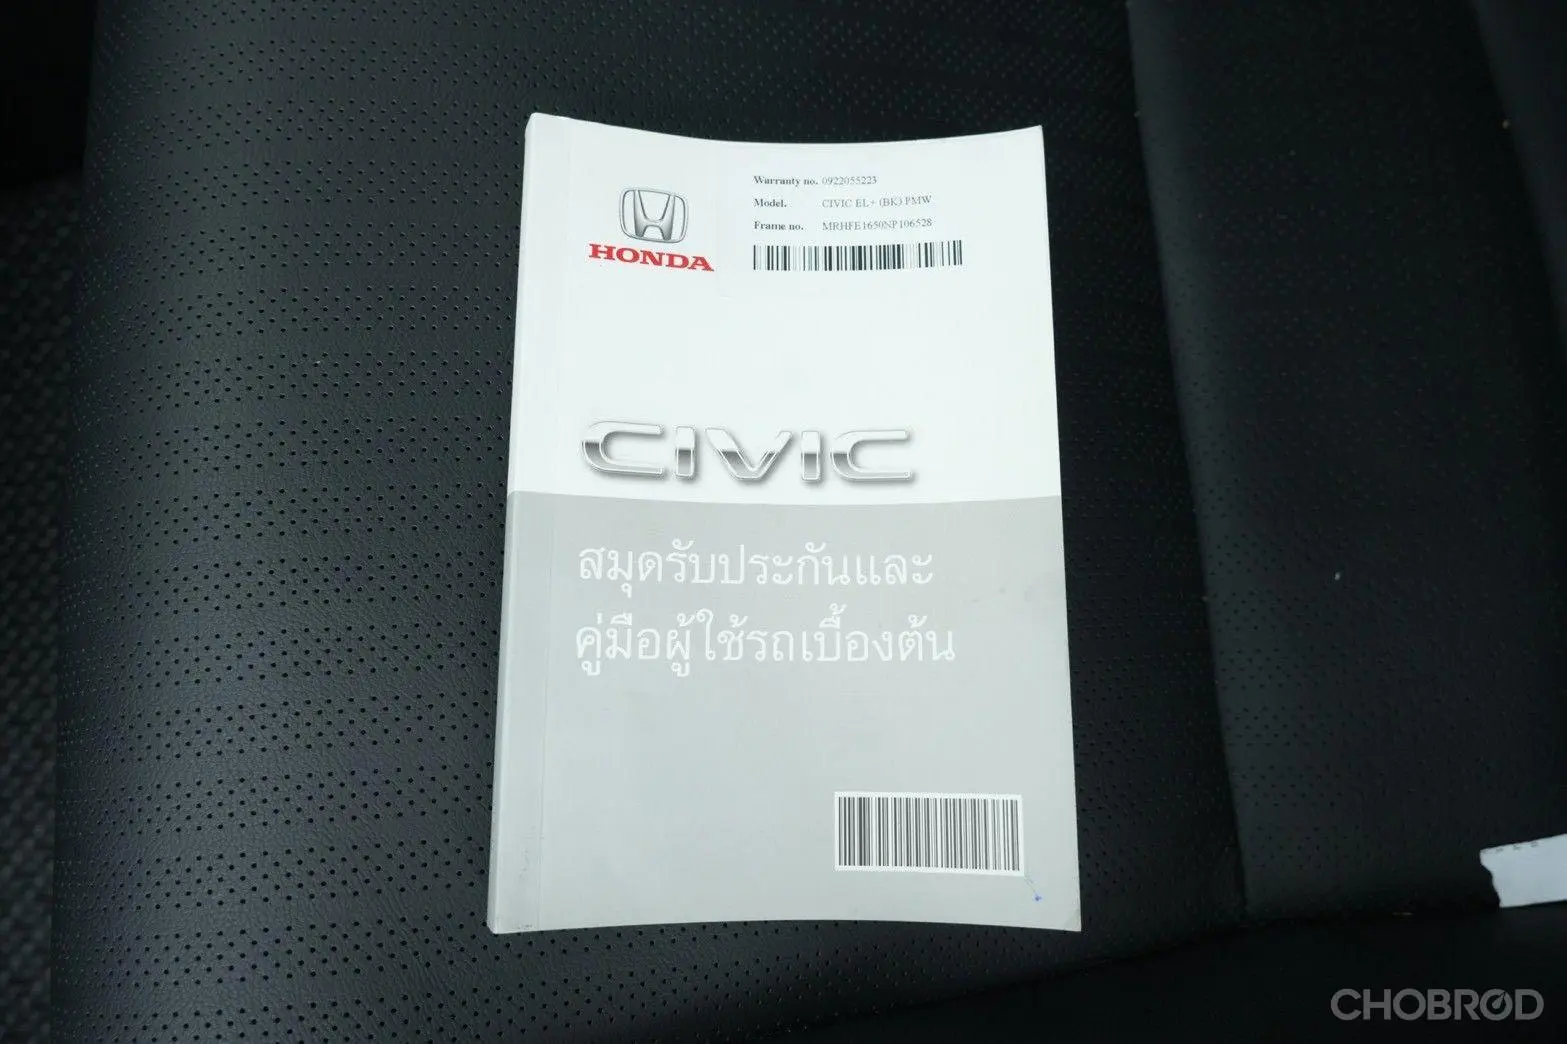 HONDA
Warranty no. 0922055223
Model. CIVIC EL+ (BK) PMW
Frame no. MRHFE1650NP106528
CIVIC
สมุดรับประกันและ
คู่มือผู้ใช้รถเบื้องต้น
CHOBROD